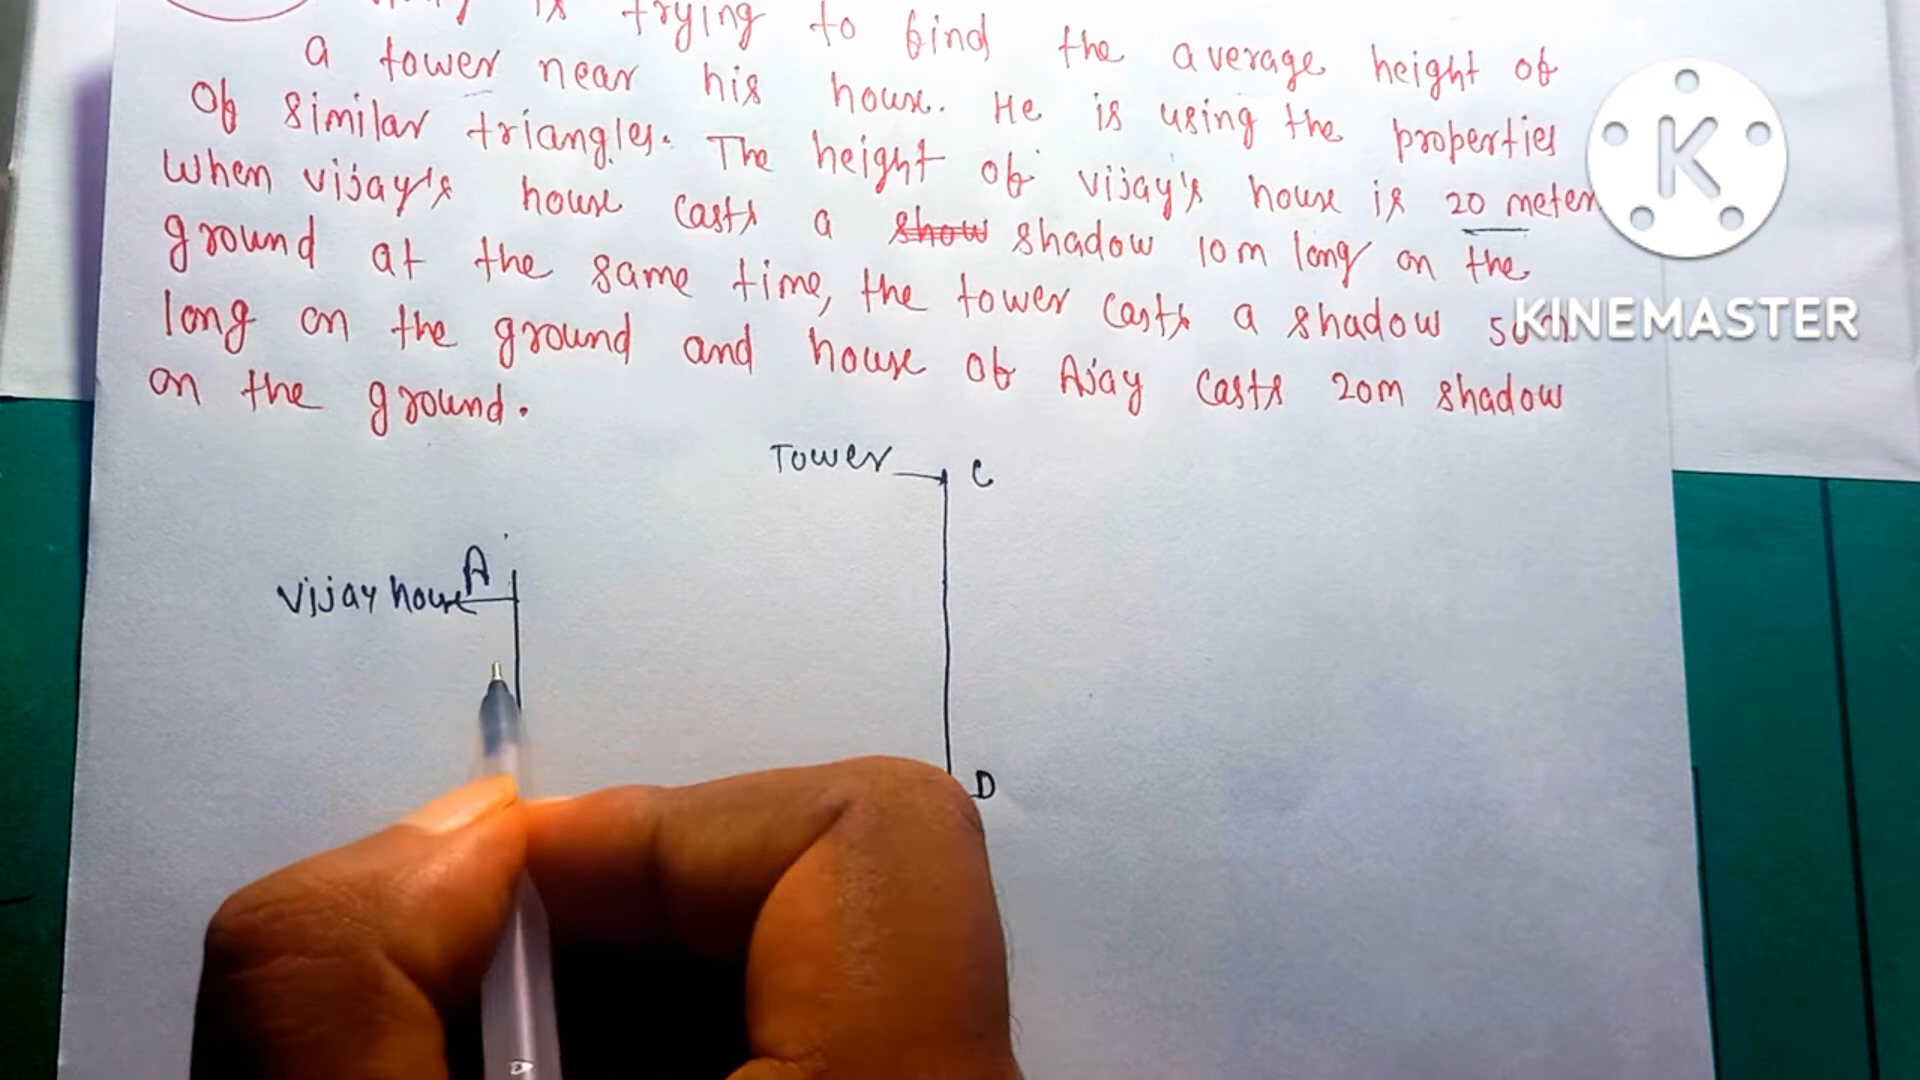 is trying to find the average height of
a tower near his house. He is using the properties
of similar triangles. The height of vijay's house is 20 meter
When vijay's house casts a show shadow 10m long on the
ground at the same time, the tower casts a shadow
long on the ground and house of Ajay casts 20m shadow
on the ground.
K
KINEMASTER
Tower C
A
Vijay house
D